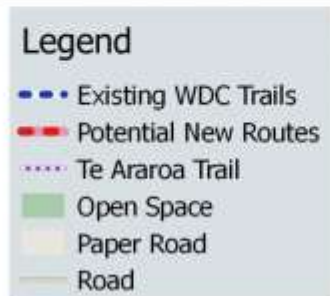 Legend
Existing WDC Trails
Potential New Routes
Te Araroa Trail
Open Space
Paper Road
Road